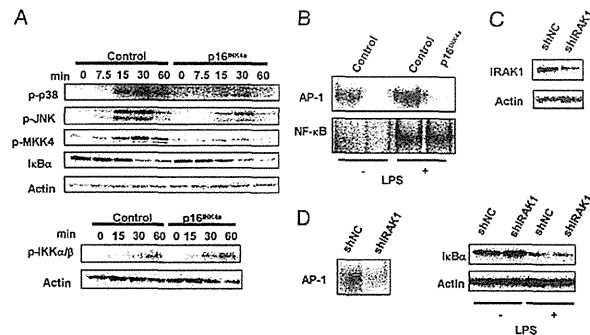 A
Control p16INK4a
min 0 7.5 15 30 60 0 7.5 15 30 60
p-p38
p-JNK
p-MKK4
IκBα
Actin
Control p16INK4a
min 0 15 30 60 0 15 30 60
p-IKKα/β
Actin
B
Control Control p16INK4a
AP-1
NF-κB
- +
LPS
C
shNC shIRAK1
IRAK1
Actin
D
shNC shIRAK1
AP-1
shNC shIRAK1 shNC shIRAK1
IκBα
Actin
- +
LPS